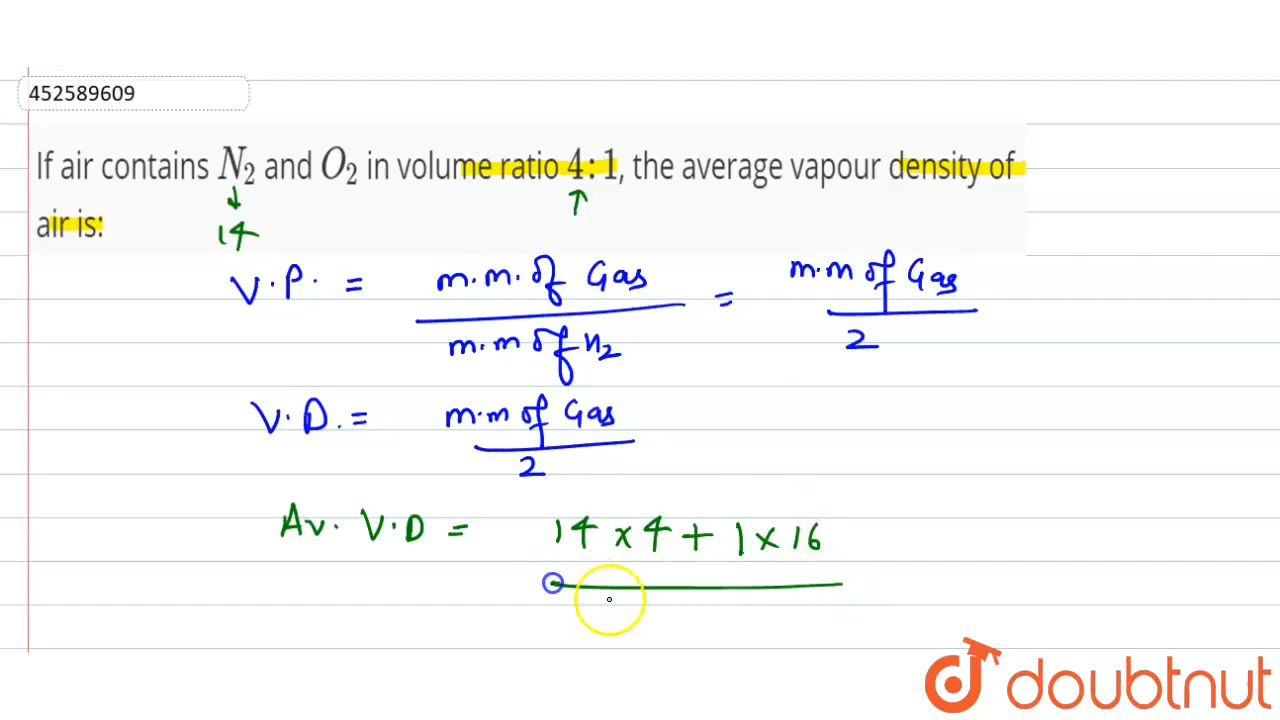 452589609
If air contains N₂ and O₂ in volume ratio 4:1, the average vapour density of
air is:
14
V.P. = m.m. of Gas / m.m of H₂ = m.m of Gas / 2
V.D. = m.m of Gas / 2
Av. V.D = 14 x 4 + 1 x 16
doubtnut